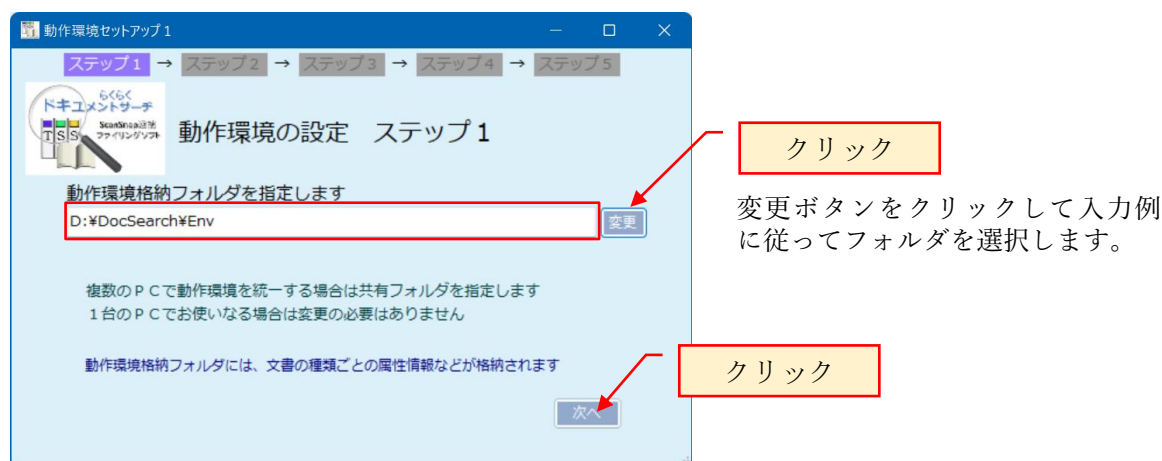 動作環境セットアップ1
ステップ1 → ステップ2 → ステップ3 → ステップ4 → ステップ5
らくらく
ドキュメントサーチ
ScanSnap連携
ファイリングソフト
TSS
動作環境の設定　ステップ1
クリック
動作環境格納フォルダを指定します
D:¥DocSearch¥Env
変更
変更ボタンをクリックして入力例
に従ってフォルダを選択します。
複数のＰＣで動作環境を統一する場合は共有フォルダを指定します
１台のＰＣでお使いなる場合は変更の必要はありません
動作環境格納フォルダには、文書の種類ごとの属性情報などが格納されます
クリック
次へ